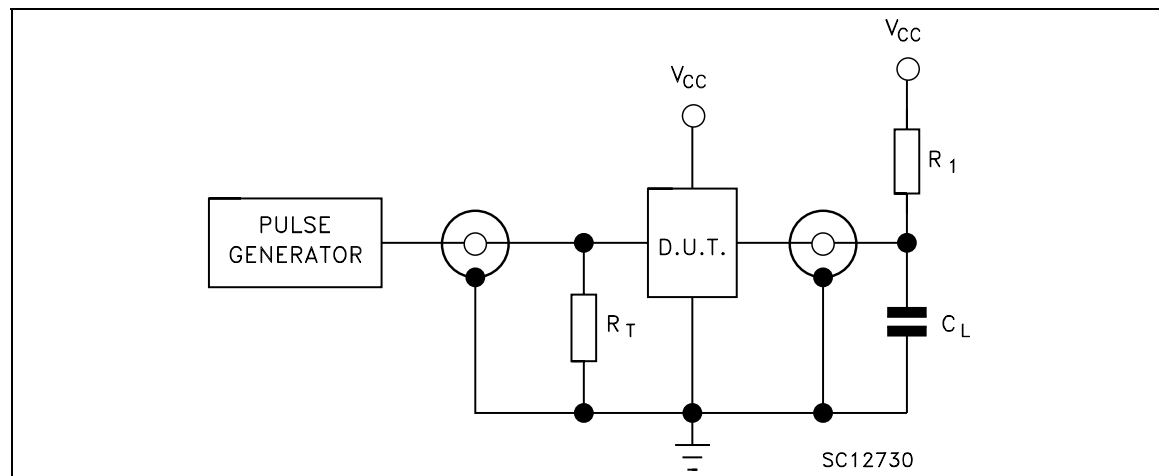 VCC
VCC
R1
PULSE
GENERATOR
D.U.T.
RT
CL
SC12730